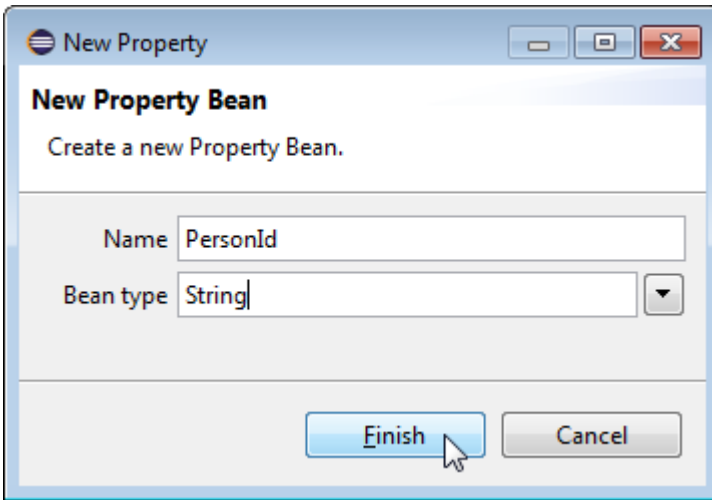 New Property
New Property Bean
Create a new Property Bean.
Name PersonId
Bean type String
Finish Cancel